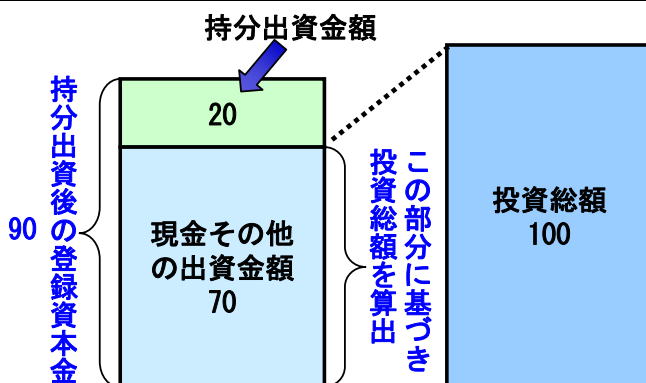 持分出資金額
20
持分出資後の登録資本金
90
現金その他
の出資金額
70
この部分に基づき
投資総額を算出
投資総額
100